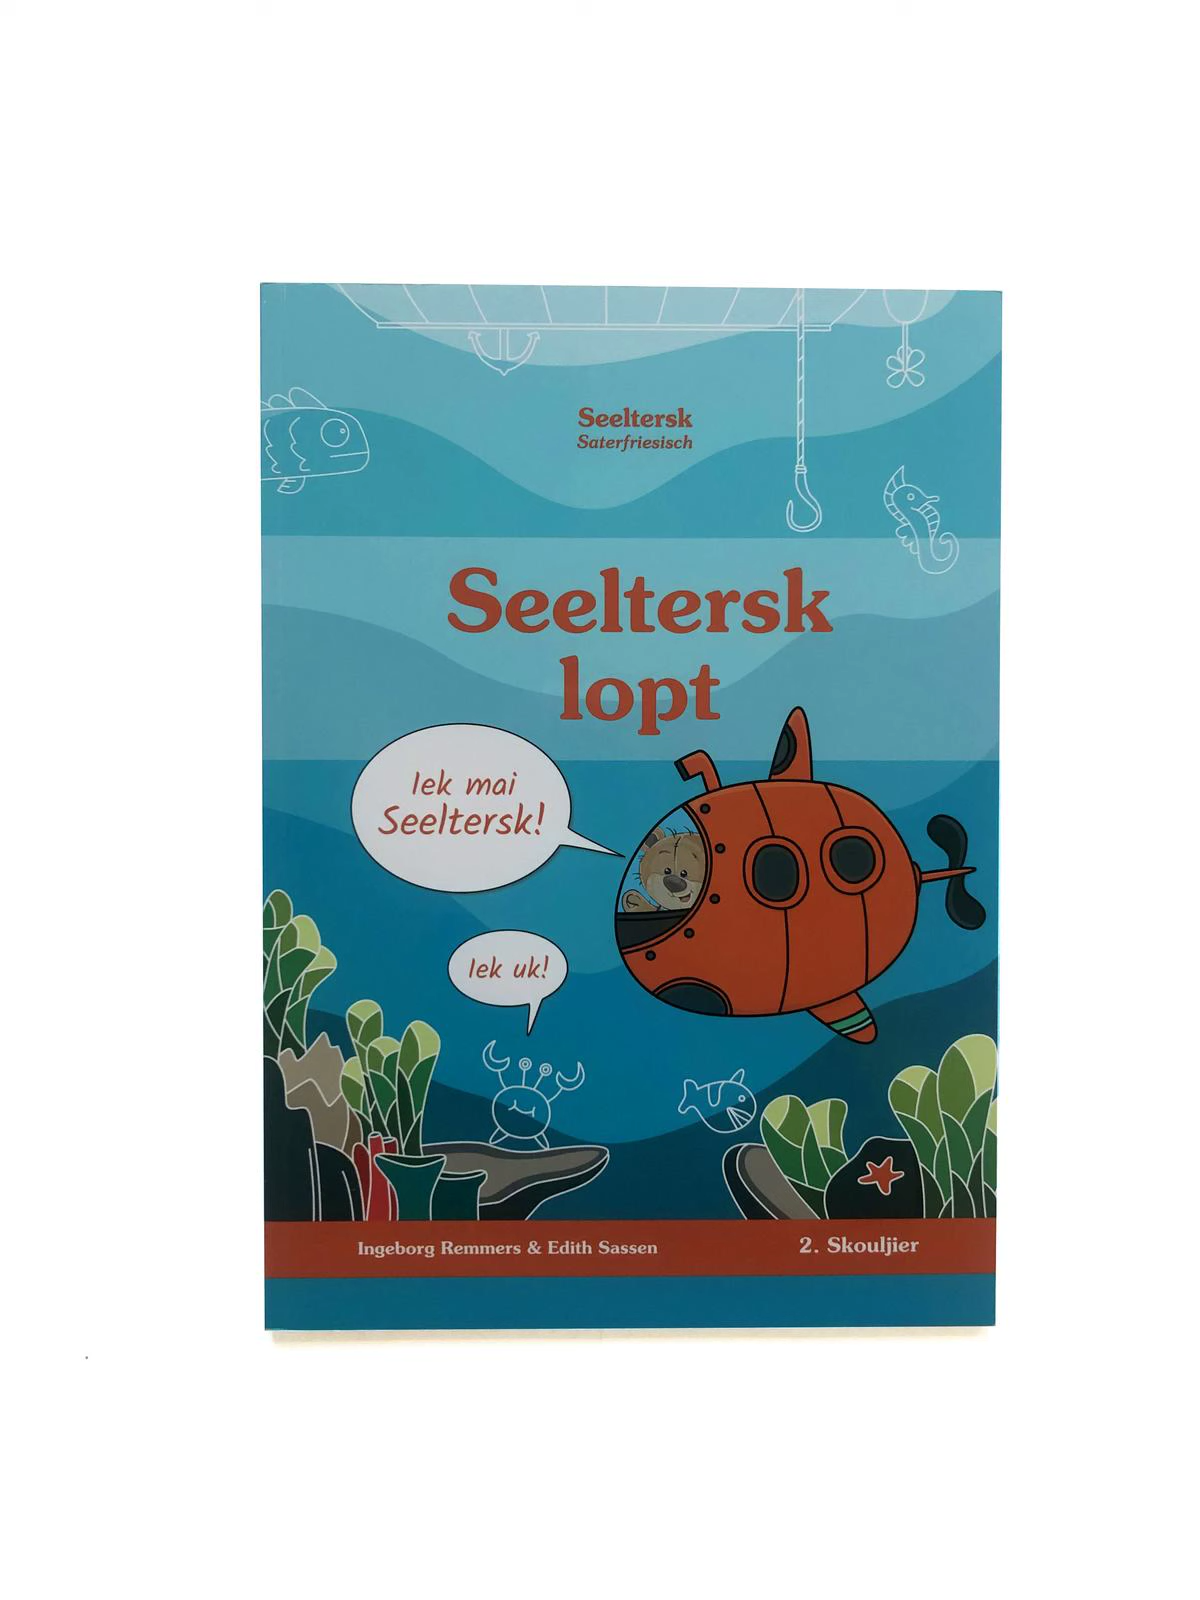 Seeltersk
Saterfriesisch
Seeltersk
lopt
Iek mai
Seeltersk!
Iek uk!
Ingeborg Remmers & Edith Sassen
2. Skouljier